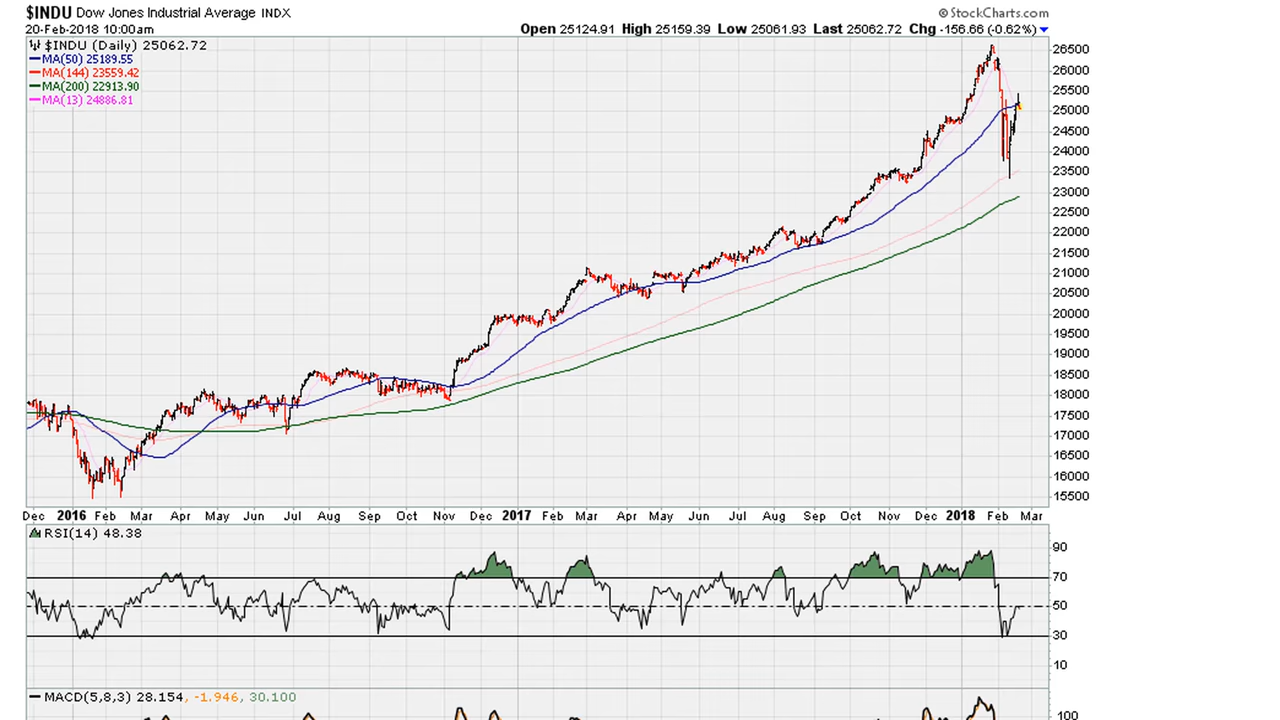 $INDU Dow Jones Industrial Average INDX
© StockCharts.com
20-Feb-2018 10:00am
Open 25124.91 High 25159.39 Low 25061.93 Last 25062.72 Chg -156.66 (-0.62%)
$INDU (Daily) 25062.72
MA(50) 25189.55
MA(144) 23559.42
MA(200) 22913.90
MA(13) 24886.81
26500
26000
25500
25000
24500
24000
23500
23000
22500
22000
21500
21000
20500
20000
19500
19000
18500
18000
17500
17000
16500
16000
15500
Dec 2016 Feb Mar Apr May Jun Jul Aug Sep Oct Nov Dec 2017 Feb Mar Apr May Jun Jul Aug Sep Oct Nov Dec 2018 Feb Mar
RSI(14) 48.38
90
70
50
30
10
MACD(5,8,3) 28.154, -1.946, 30.100
100